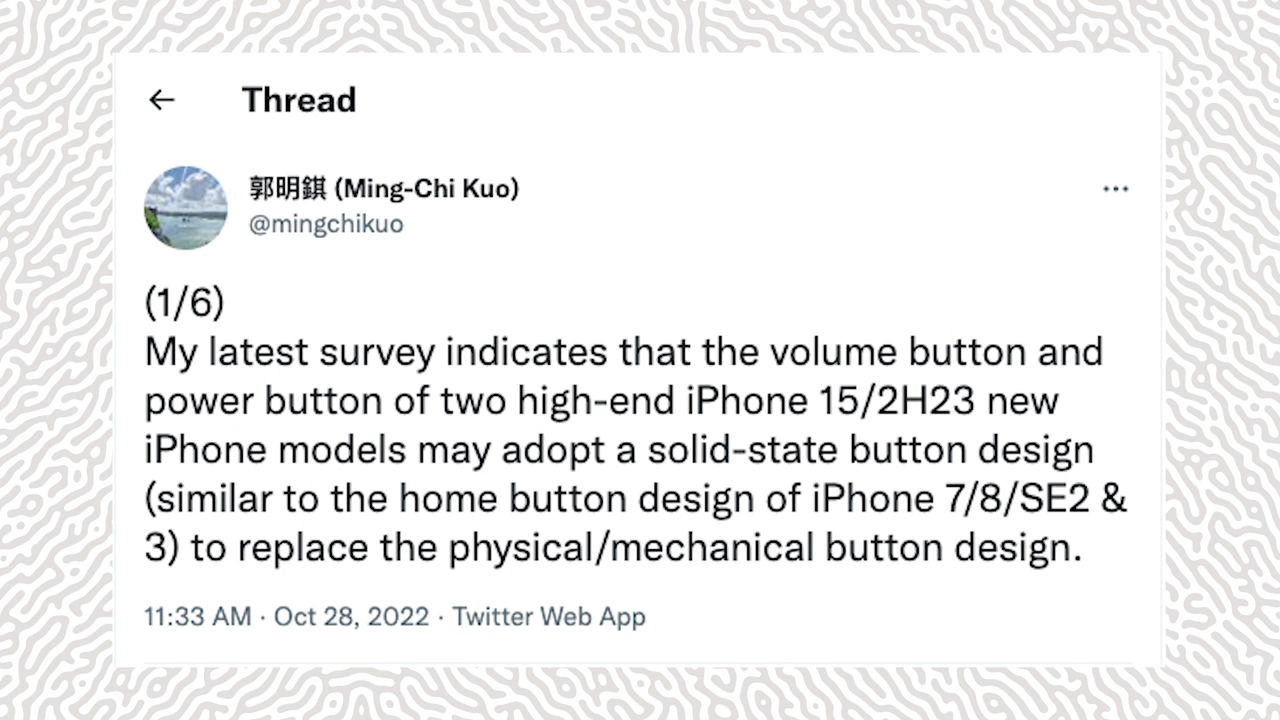 Thread
郭明錤 (Ming-Chi Kuo)
@mingchikuo
(1/6)
My latest survey indicates that the volume button and
power button of two high-end iPhone 15/2H23 new
iPhone models may adopt a solid-state button design
(similar to the home button design of iPhone 7/8/SE2 &
3) to replace the physical/mechanical button design.
11:33 AM · Oct 28, 2022 · Twitter Web App